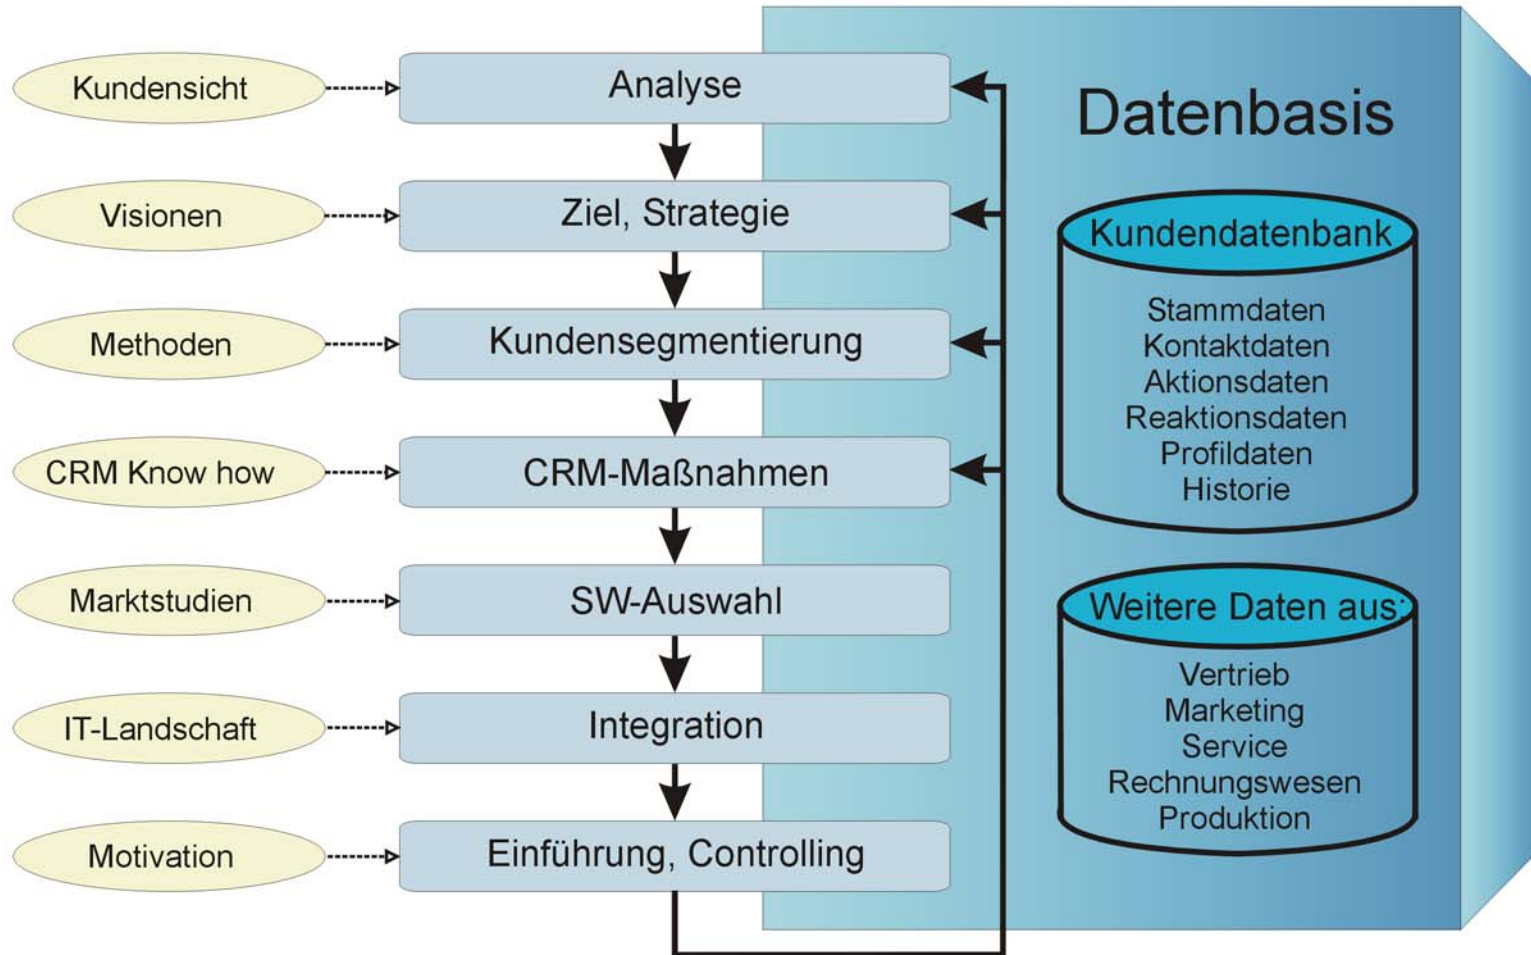 Kundensicht
Analyse
Visionen
Ziel, Strategie
Methoden
Kundensegmentierung
CRM Know how
CRM-Maßnahmen
Marktstudien
SW-Auswahl
IT-Landschaft
Integration
Motivation
Einführung, Controlling
Datenbasis
Kundendatenbank
Stammdaten
Kontaktdaten
Aktionsdaten
Reaktionsdaten
Profildaten
Historie
Weitere Daten aus:
Vertrieb
Marketing
Service
Rechnungswesen
Produktion